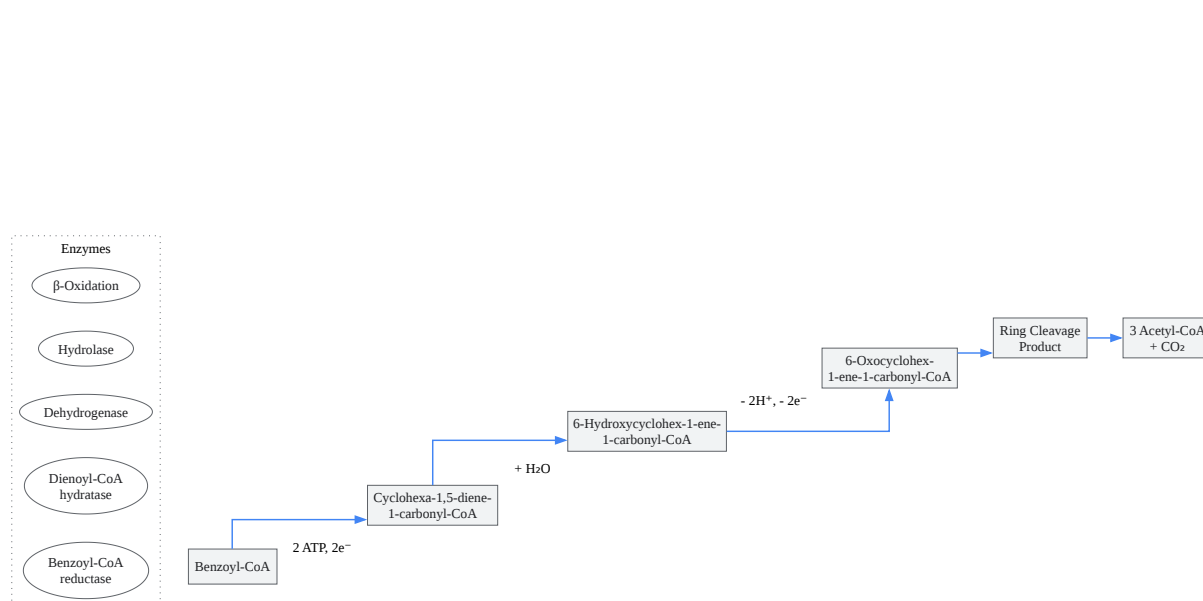 Enzymes
β-Oxidation
Hydrolase
Dehydrogenase
Dienoyl-CoA
hydratase
Benzoyl-CoA
reductase
Benzoyl-CoA
2 ATP, 2e⁻
Cyclohexa-1,5-diene-
1-carbonyl-CoA
+ H₂O
6-Hydroxycyclohex-1-ene-
1-carbonyl-CoA
- 2H⁺, - 2e⁻
6-Oxocyclohex-
1-ene-1-carbonyl-CoA
Ring Cleavage
Product
3 Acetyl-CoA
+ CO₂